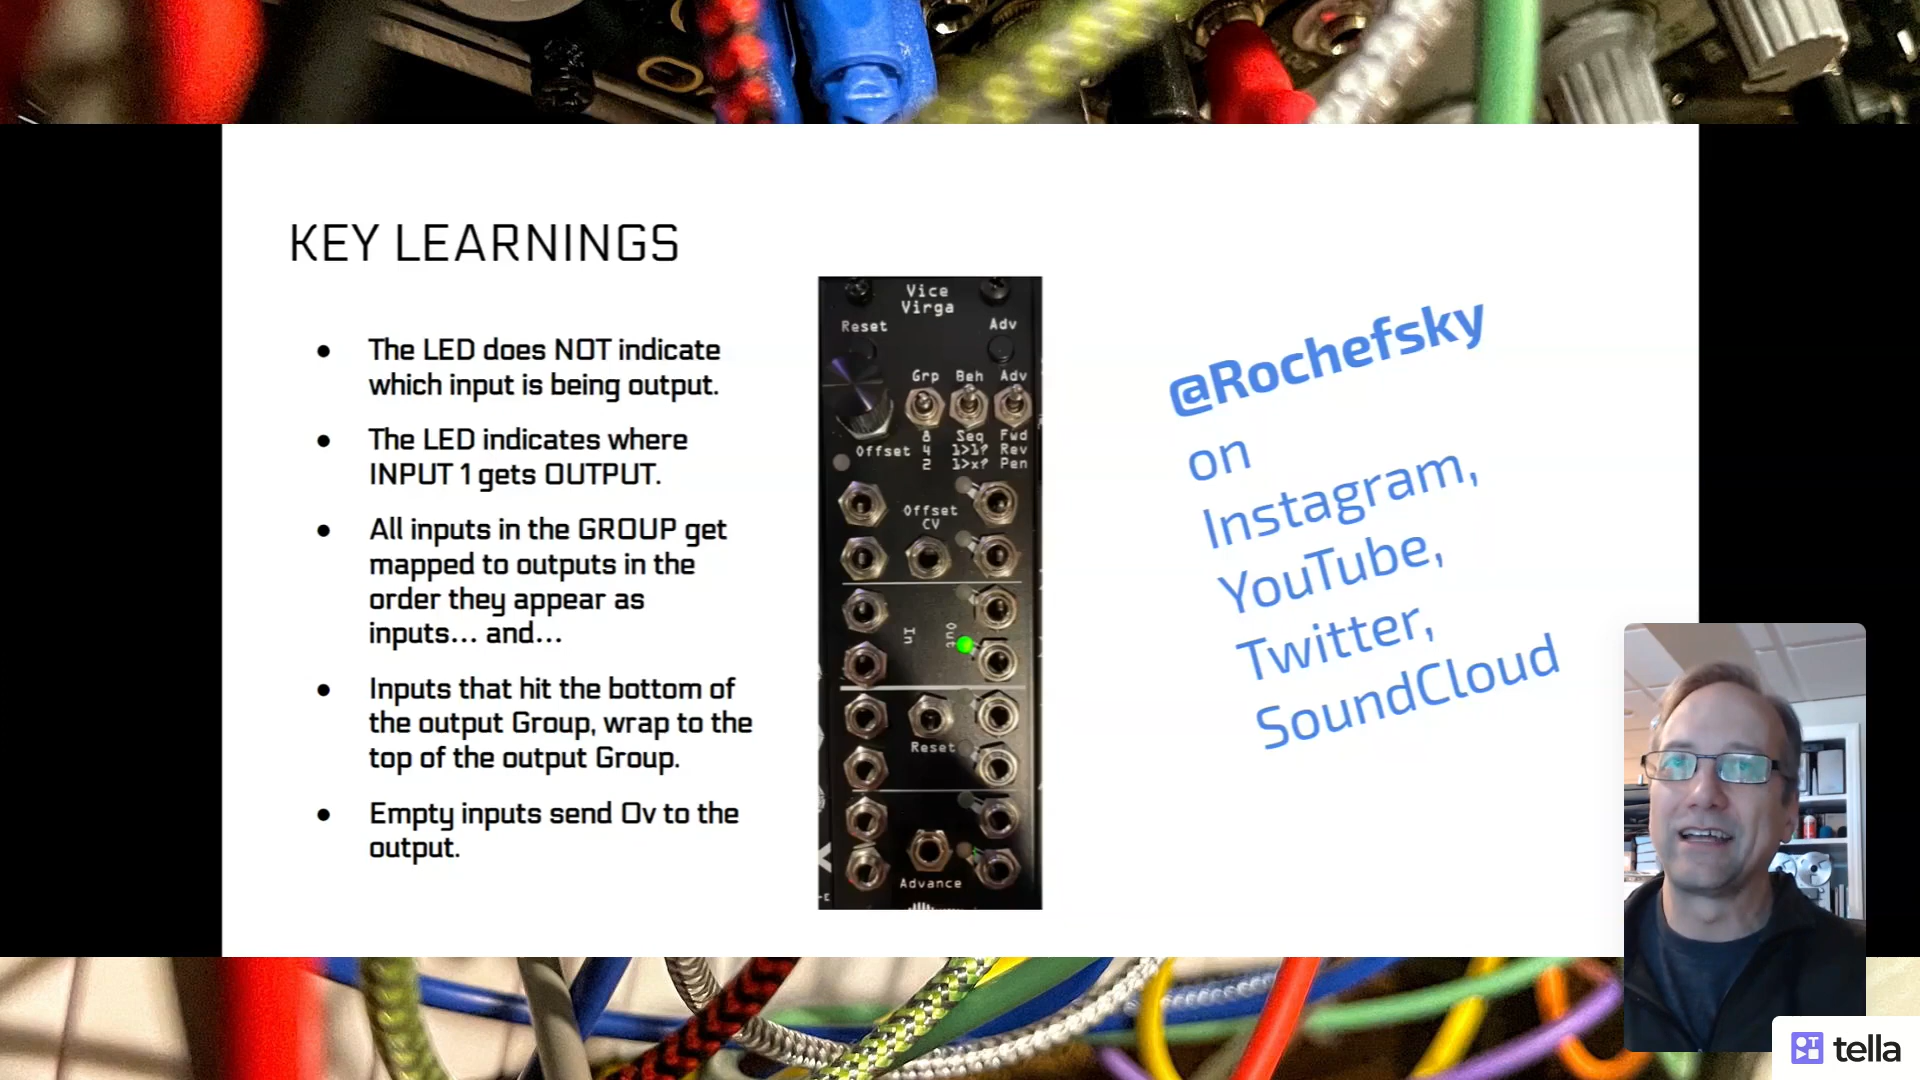 KEY LEARNINGS
● The LED does NOT indicate
which input is being output.
● The LED indicates where
INPUT 1 gets OUTPUT.
● All inputs in the GROUP get
mapped to outputs in the
order they appear as
inputs... and...
● Inputs that hit the bottom of
the output Group, wrap to the
top of the output Group.
● Empty inputs send 0v to the
output.
Vice
Virga
Reset Adv
Grp Beh Adv
8 Seq Fwd
Offset 4 1>1? Rev
2 1>x? Pen
Offset
CV
In Out
Reset
Advance
@Rochefsky
on
Instagram,
YouTube,
Twitter,
SoundCloud
tella